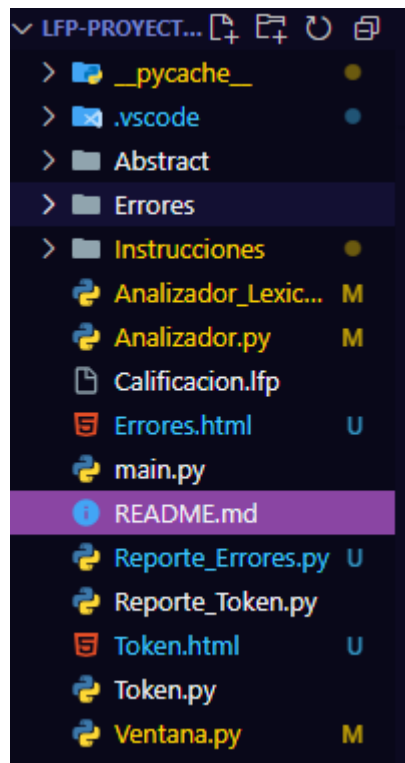 LFP-PROYECT...
__pycache__
.vscode
Abstract
Errores
Instrucciones
Analizador_Lexic... M
Analizador.py M
Calificacion.lfp
Errores.html U
main.py
README.md
Reporte_Errores.py U
Reporte_Token.py
Token.html U
Token.py
Ventana.py M